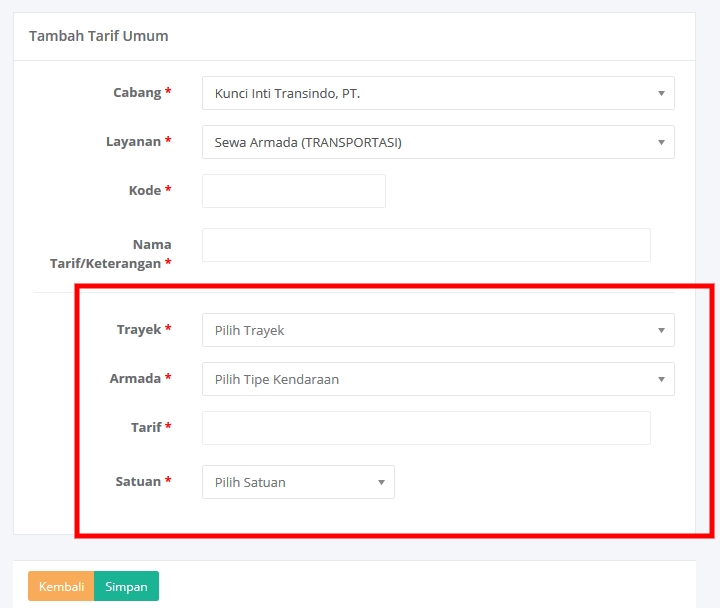 Tambah Tarif Umum
Cabang * Kunci Inti Transindo, PT.
Layanan * Sewa Armada (TRANSPORTASI)
Kode *
Nama
Tarif/Keterangan *
Trayek * Pilih Trayek
Armada * Pilih Tipe Kendaraan
Tarif *
Satuan * Pilih Satuan
Kembali Simpan